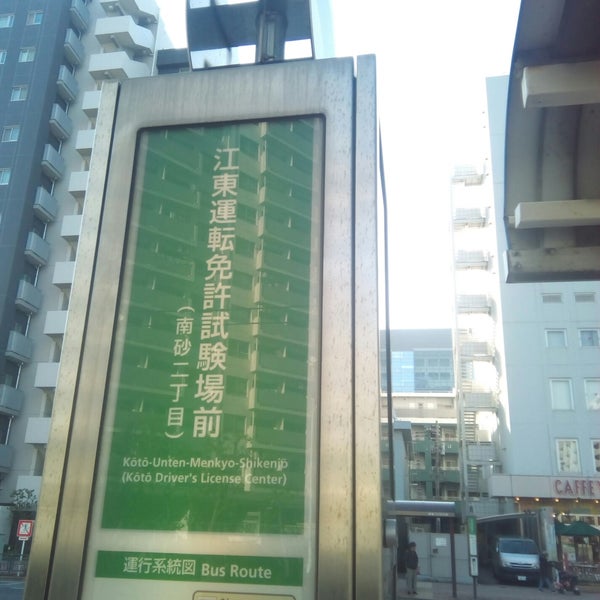 江東運転免許試験場前
(南砂二丁目)
Kōtō-Unten-Menkyo-Shikenjō
(Kōtō Driver's License Center)
運行系統図 Bus Route
CAFFE